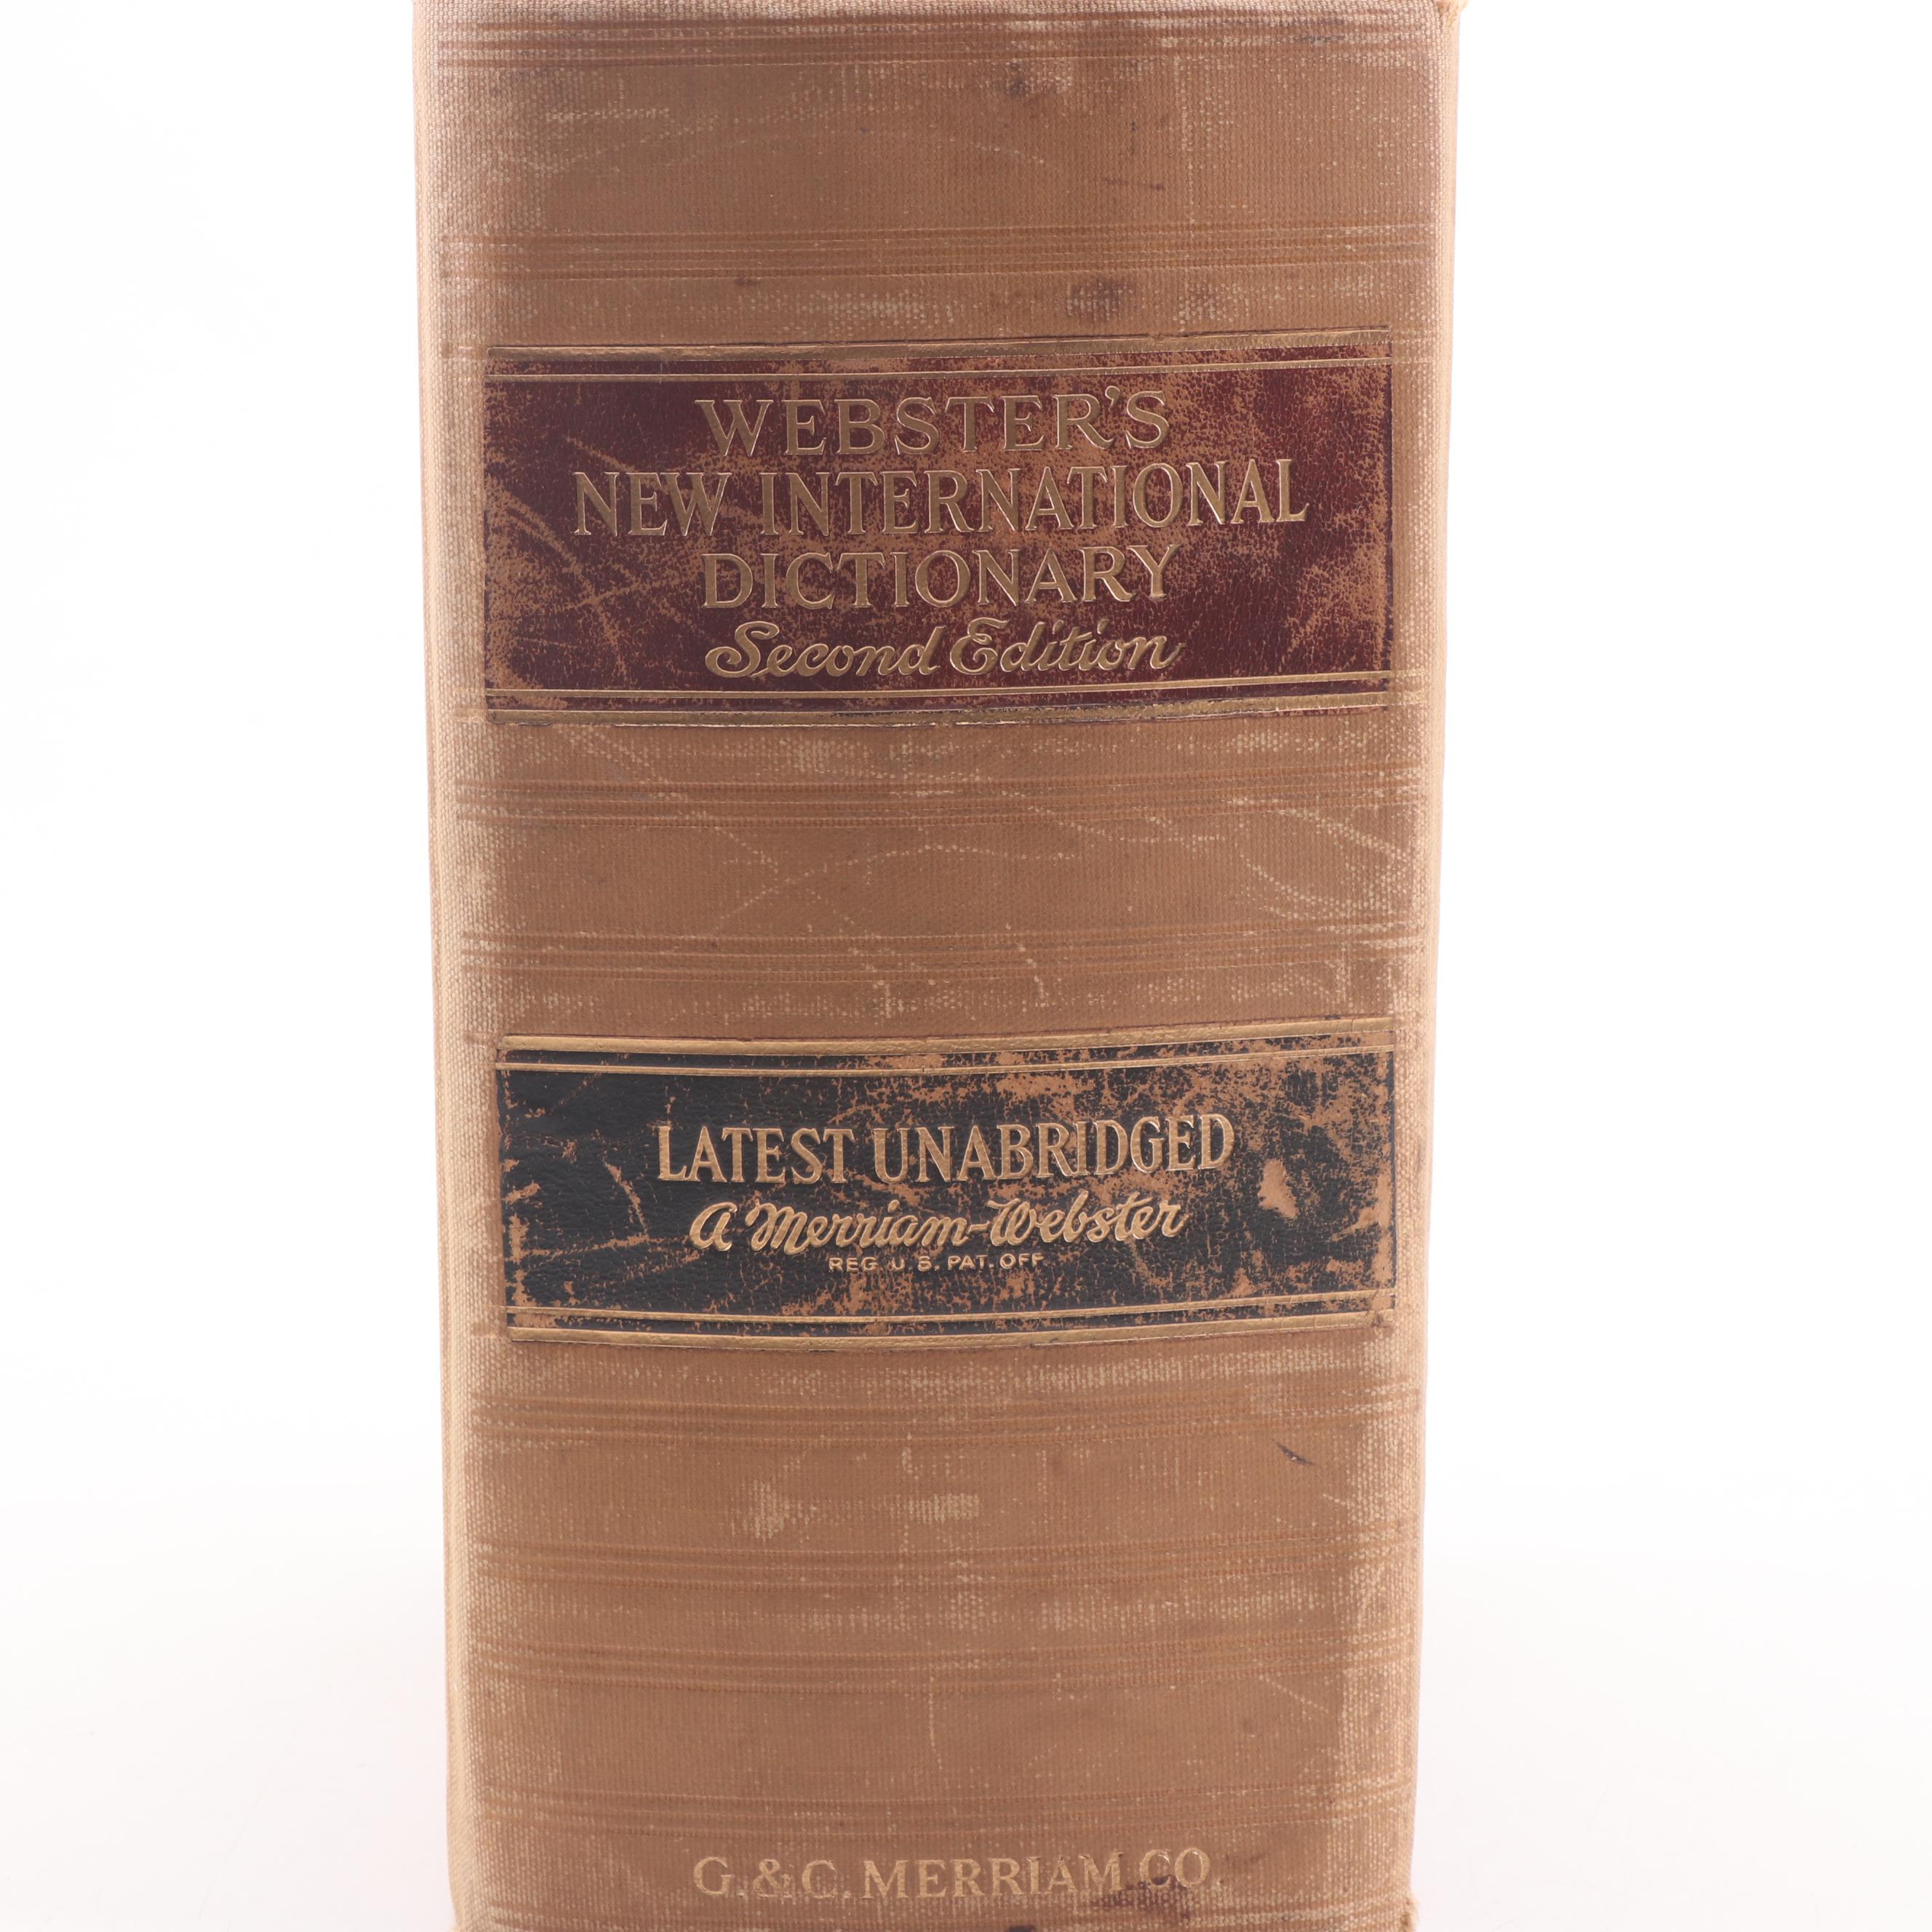 WEBSTER'S
NEW INTERNATIONAL
DICTIONARY
Second Edition
LATEST UNABRIDGED
A Merriam-Webster
REG. U. S. PAT. OFF
G. & C. MERRIAM CO.